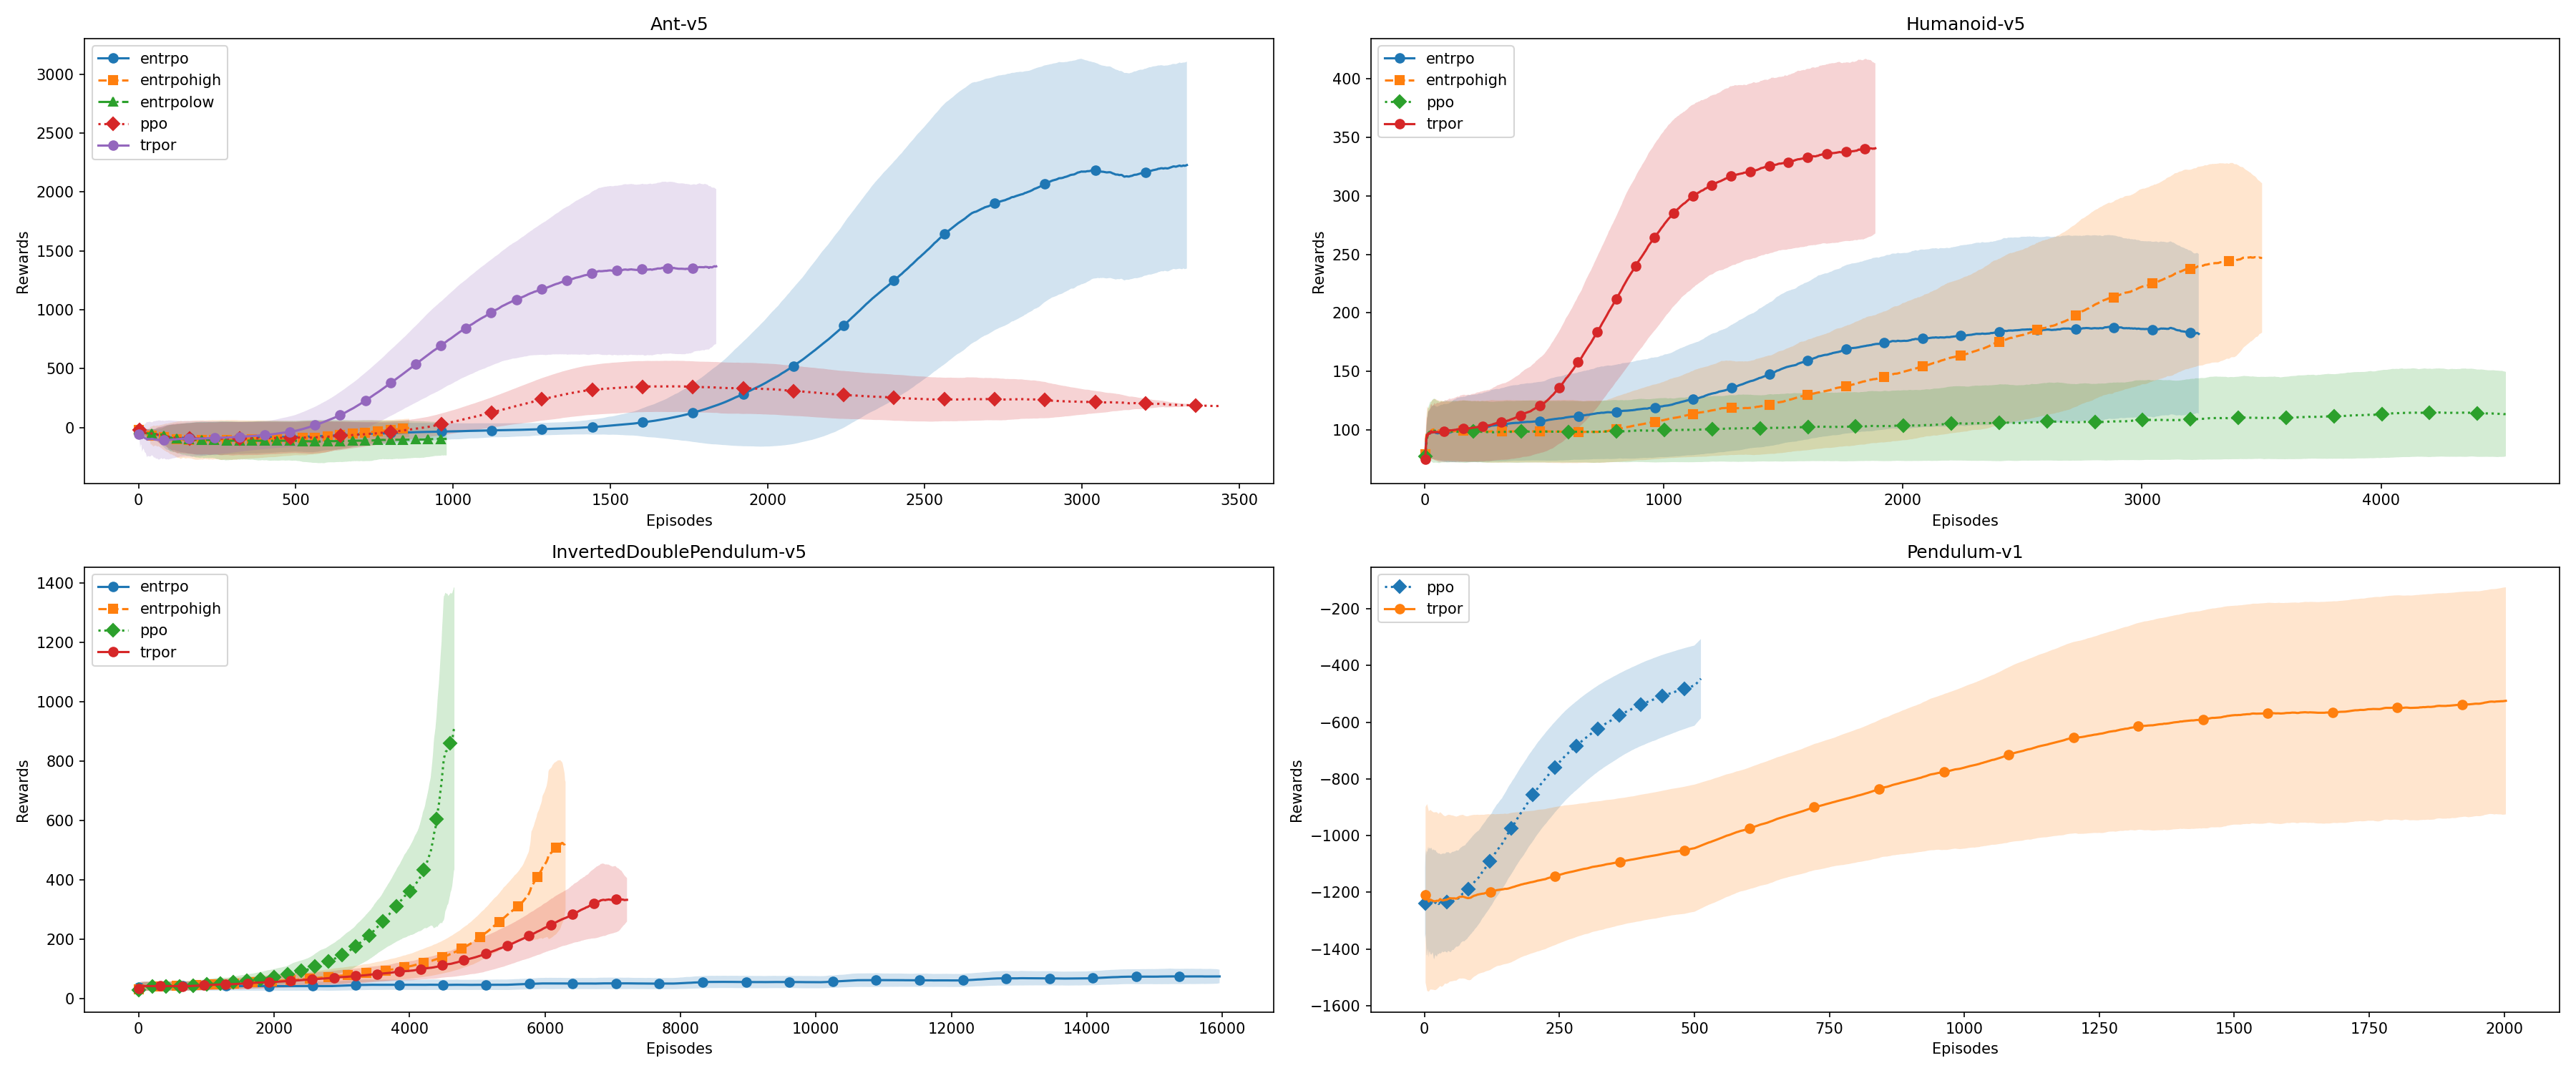 Ant-v5
entrpo
entrpohigh
entrpolow
ppo
trpor
Rewards
3000
2500
2000
1500
1000
500
0
0 500 1000 1500 2000 2500 3000 3500
Episodes
Humanoid-v5
entrpo
entrpohigh
ppo
trpor
Rewards
400
350
300
250
200
150
100
0 1000 2000 3000 4000
Episodes
InvertedDoublePendulum-v5
entrpo
entrpohigh
ppo
trpor
Rewards
1400
1200
1000
800
600
400
200
0
0 2000 4000 6000 8000 10000 12000 14000 16000
Episodes
Pendulum-v1
ppo
trpor
Rewards
−200
−400
−600
−800
−1000
−1200
−1400
−1600
0 250 500 750 1000 1250 1500 1750 2000
Episodes